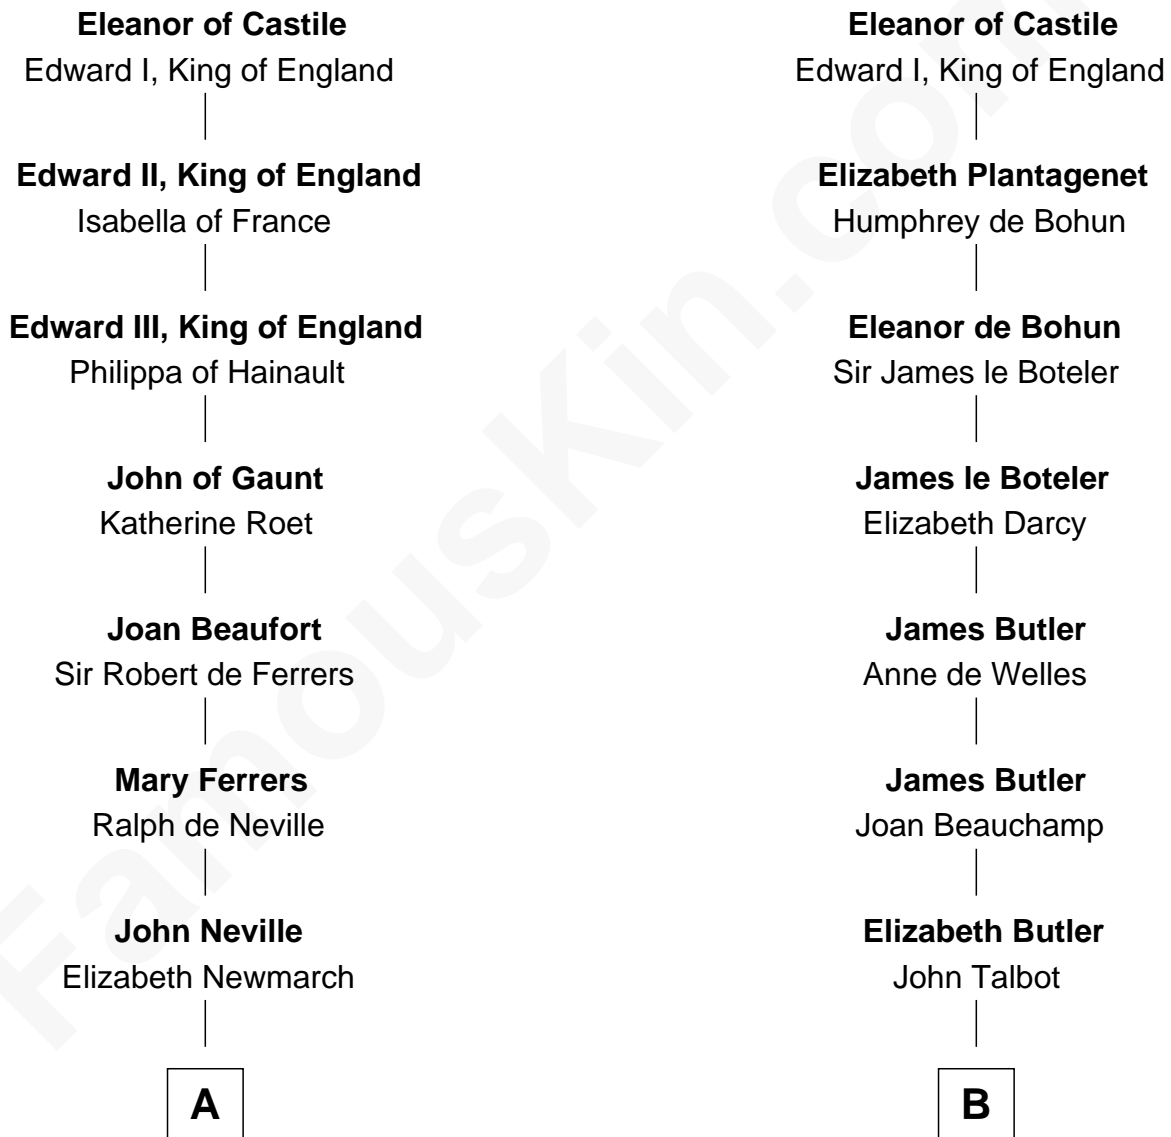 Eleanor of Castile
Edward I, King of England
Edward II, King of England
Isabella of France
Edward III, King of England
Philippa of Hainault
John of Gaunt
Katherine Roet
Joan Beaufort
Sir Robert de Ferrers
Mary Ferrers
Ralph de Neville
John Neville
Elizabeth Newmarch
A
Eleanor of Castile
Edward I, King of England
Elizabeth Plantagenet
Humphrey de Bohun
Eleanor de Bohun
Sir James le Boteler
James le Boteler
Elizabeth Darcy
James Butler
Anne de Welles
James Butler
Joan Beauchamp
Elizabeth Butler
John Talbot
B
FamousKin.com